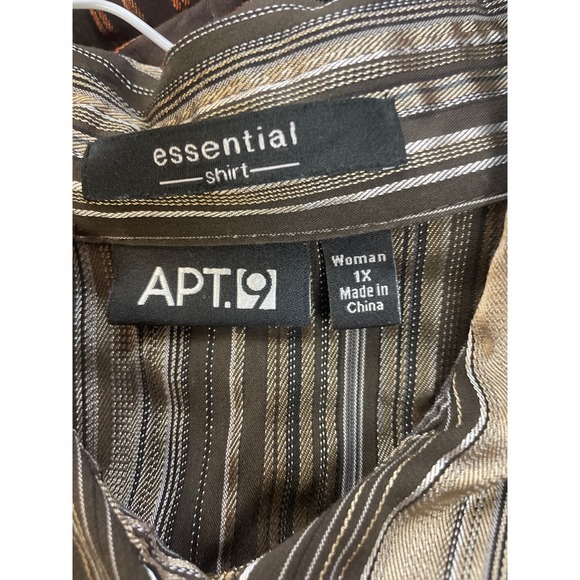 essential
shirt
APT.[9]
Woman
1X
Made in
China